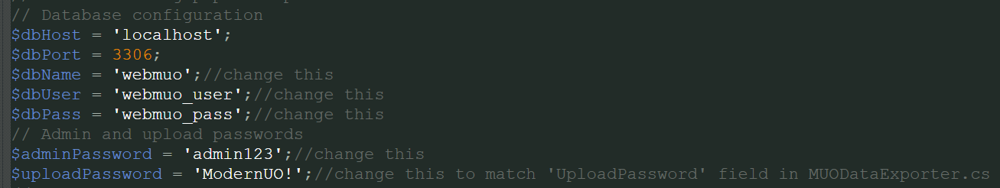 // Database configuration
$dbHost = 'localhost';
$dbPort = 3306;
$dbName = 'webmuo';//change this
$dbUser = 'webmuo_user';//change this
$dbPass = 'webmuo_pass';//change this
// Admin and upload passwords
$adminPassword = 'admin123';//change this
$uploadPassword = 'ModernUO!';//change this to match 'UploadPassword' field in MUODataExporter.cs